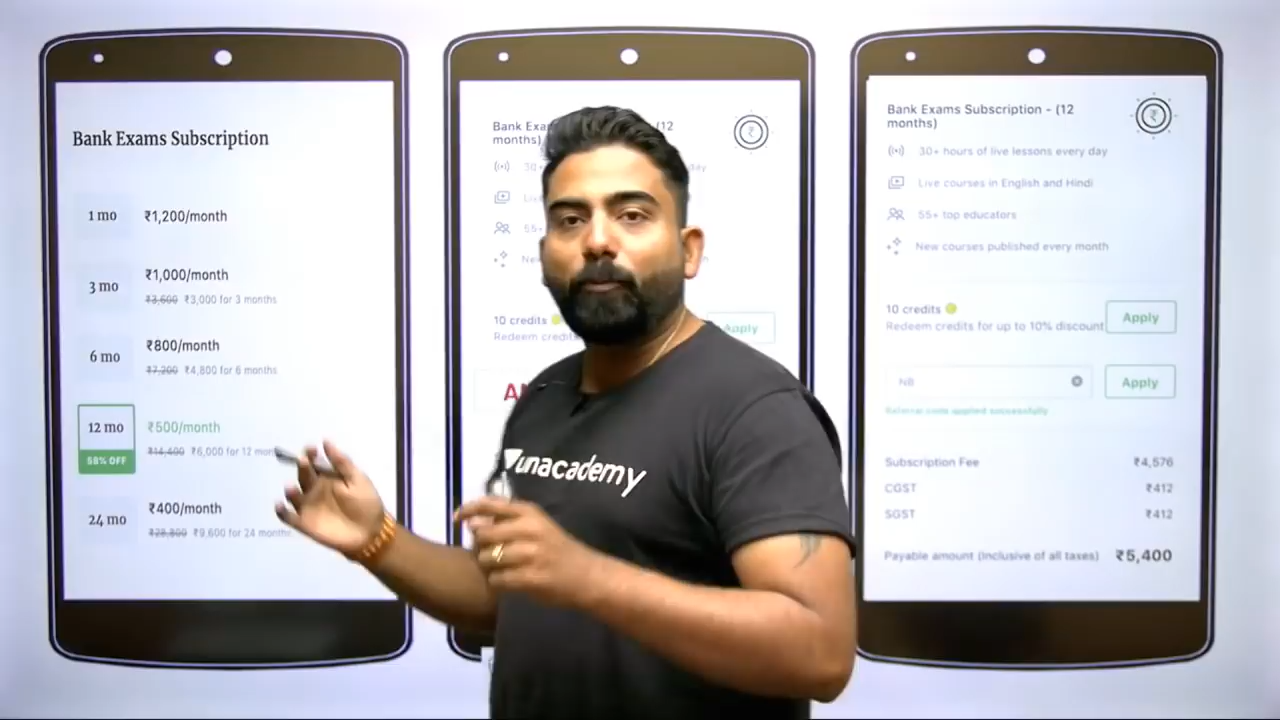 Bank Exams Subscription
1 mo ₹1,200/month
3 mo ₹1,000/month
₹3,600 ₹3,000 for 3 months
6 mo ₹800/month
₹7,200 ₹4,800 for 6 months
12 mo ₹500/month
58% OFF ₹14,400 ₹6,000 for 12
24 mo ₹400/month
₹28,800 ₹9,600 for 24 months
Bank (12
months)
10 credits
Redeem
Apply
unacademy
Bank Exams Subscription - (12
months)
30+ hours of live lessons every day
Live courses in English and Hindi
55+ top educators
New courses published every month
10 credits
Redeem credits for up to 10% discount
Apply
NB
Apply
Referral code applied successfully
Subscription Fee ₹4,576
CGST ₹412
SGST ₹412
Payable amount (Inclusive of all taxes) ₹5,400